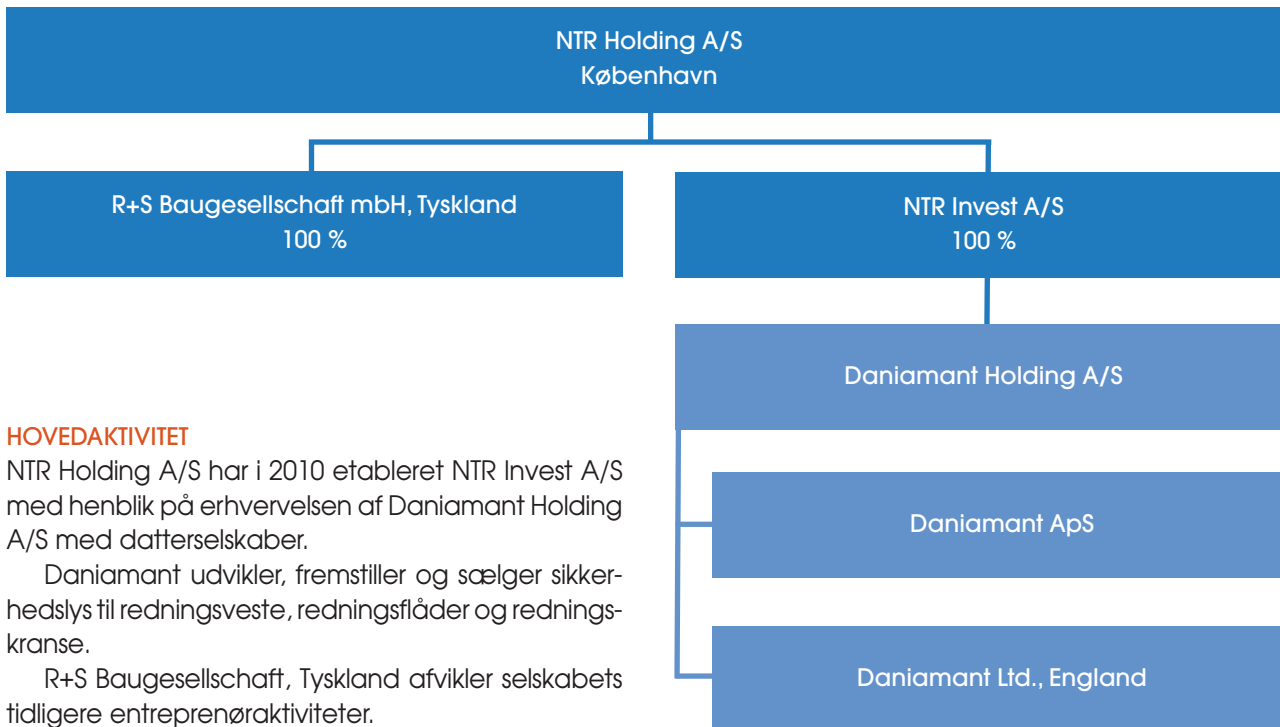 NTR Holding A/S
København
R+S Baugesellschaft mbH, Tyskland
100 %
NTR Invest A/S
100 %
Daniamant Holding A/S
Daniamant ApS
Daniamant Ltd., England
HOVEDAKTIVITET
NTR Holding A/S har i 2010 etableret NTR Invest A/S
med henblik på erhvervelsen af Daniamant Holding
A/S med datterselskaber.
Daniamant udvikler, fremstiller og sælger sikker-
hedslys til redningsveste, redningsflåder og rednings-
kranse.
R+S Baugesellschaft, Tyskland afvikler selskabets
tidligere entreprenøraktiviteter.